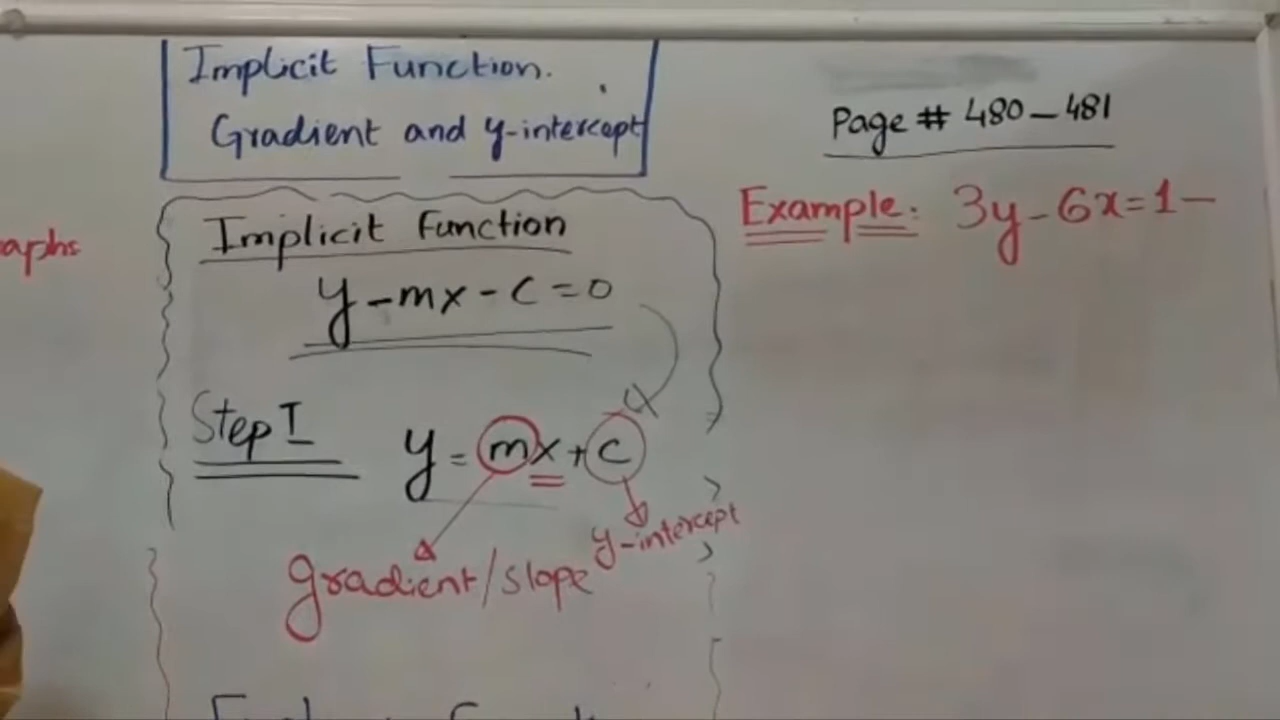 Implicit Function.
Gradient and y-intercept
Page # 480-481
aphs
Example: 3y-6x=1-
Implicit Function
y-mx-c=0
Step I
y=mx+c
y-intercept
gradient/slope